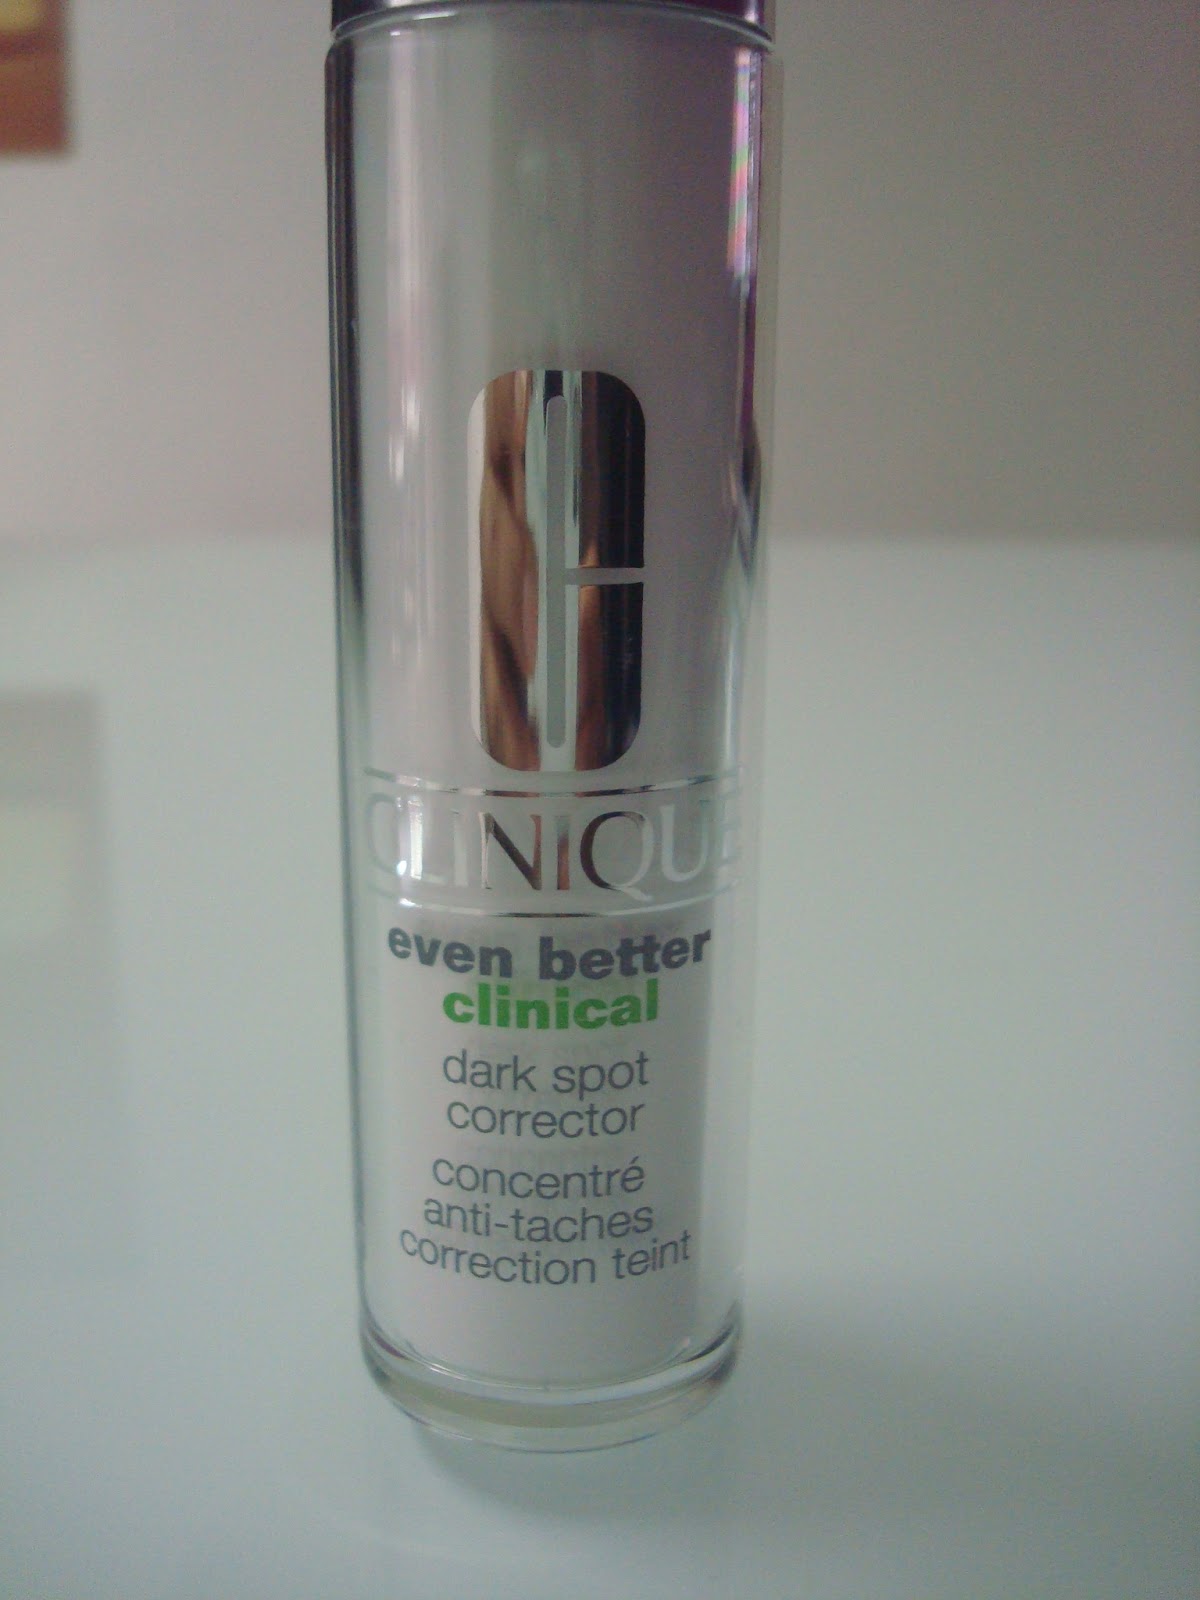 CLINIQUE
even better
clinical
dark spot
corrector
concentré
anti-taches
correction teint